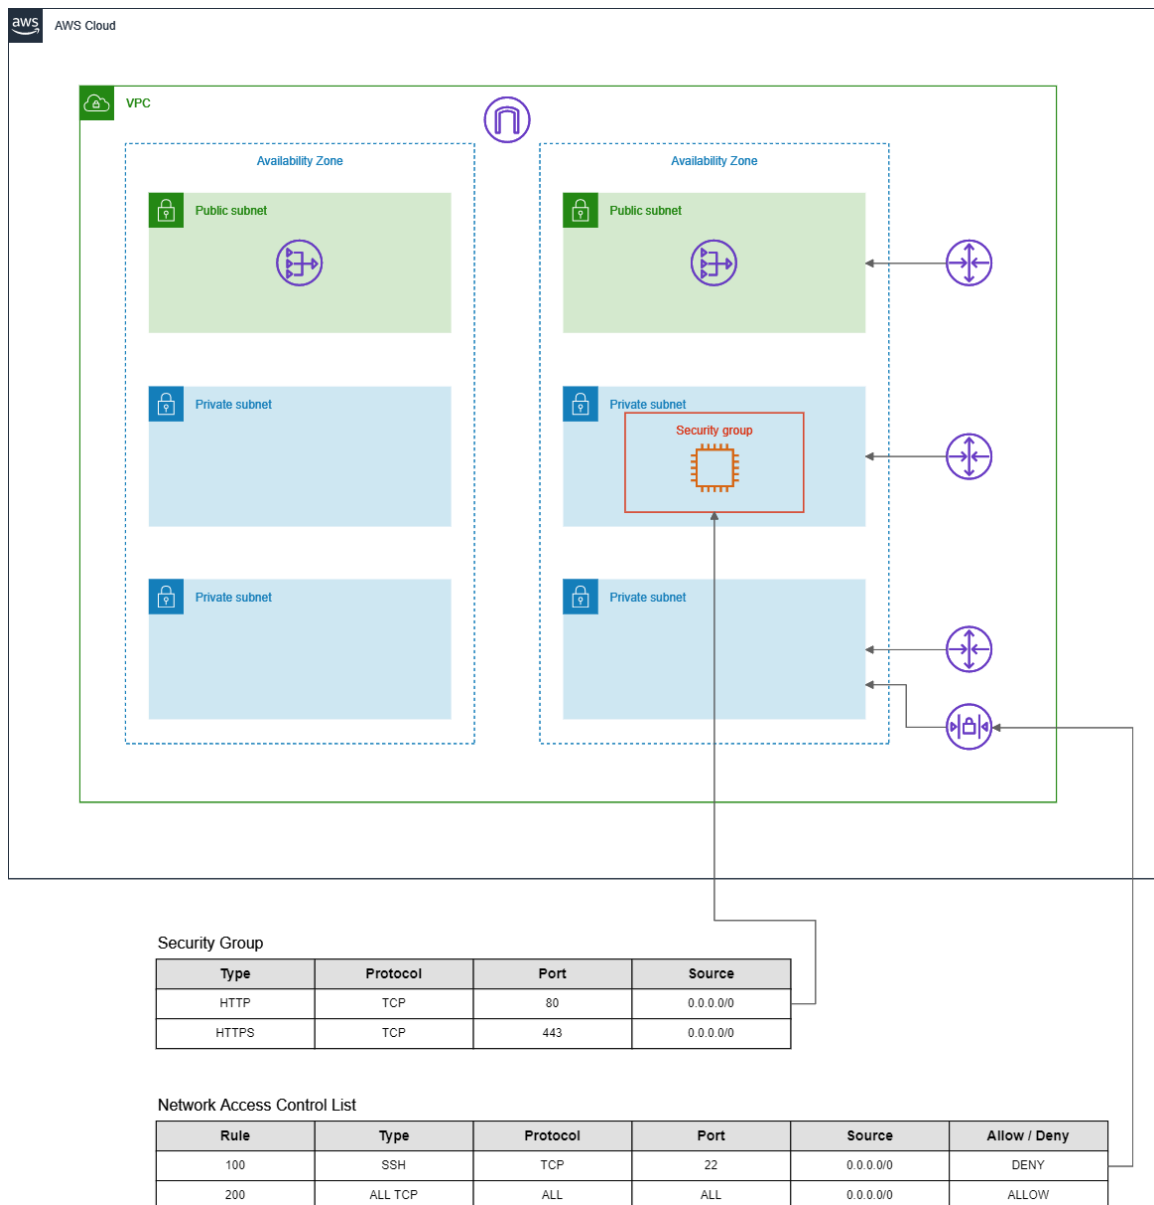 aws AWS Cloud
VPC
Availability Zone Availability Zone
Public subnet Public subnet
Private subnet Private subnet
Security group
Private subnet Private subnet
Security Group
Type Protocol Port Source
HTTP TCP 80 0.0.0.0/0
HTTPS TCP 443 0.0.0.0/0
Network Access Control List
Rule Type Protocol Port Source Allow / Deny
100 SSH TCP 22 0.0.0.0/0 DENY
200 ALL TCP ALL ALL 0.0.0.0/0 ALLOW